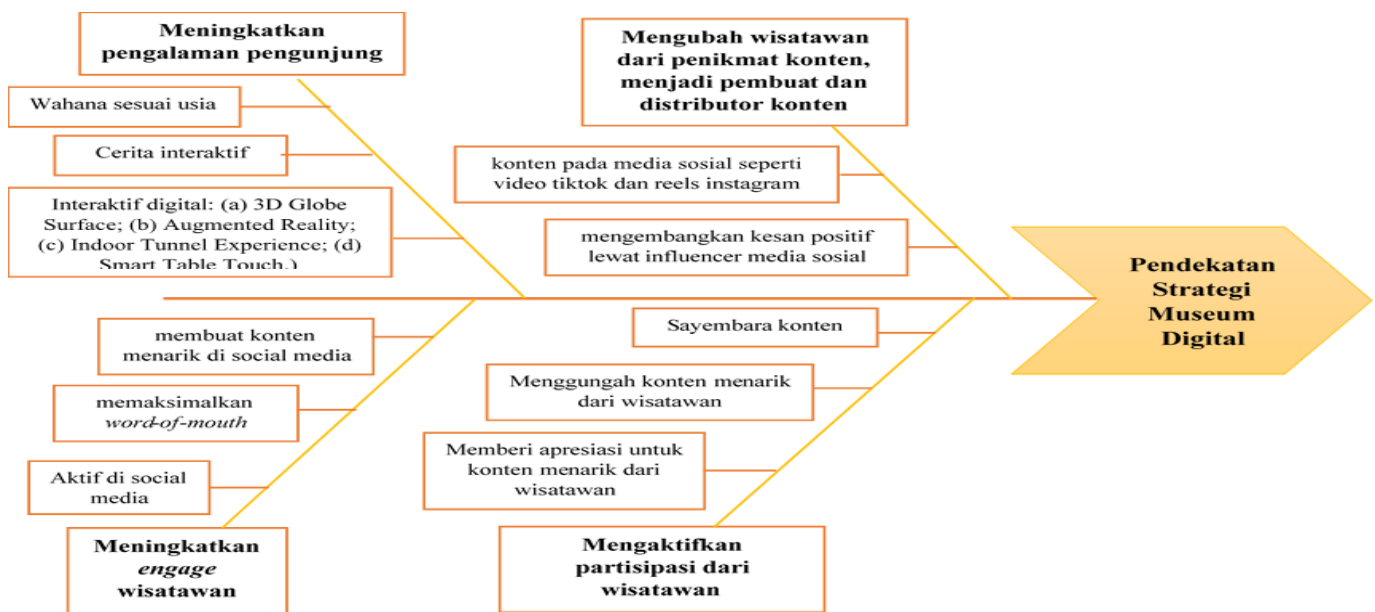 Meningkatkan
pengalaman pengunjung
Wahana sesuai usia
Cerita interaktif
Interaktif digital: (a) 3D Globe
Surface; (b) Augmented Reality;
(c) Indoor Tunnel Experience; (d)
Smart Table Touch.)
Mengubah wisatawan
dari penikmat konten,
menjadi pembuat dan
distributor konten
konten pada media sosial seperti
video tiktok dan reels instagram
mengembangkan kesan positif
lewat influencer media sosial
Pendekatan
Strategi
Museum
Digital
membuat konten
menarik di social media
memaksimalkan
word-of-mouth
Aktif di social
media
Meningkatkan
engage
wisatawan
Sayembara konten
Menggungah konten menarik
dari wisatawan
Memberi apresiasi untuk
konten menarik dari
wisatawan
Mengaktifkan
partisipasi dari
wisatawan